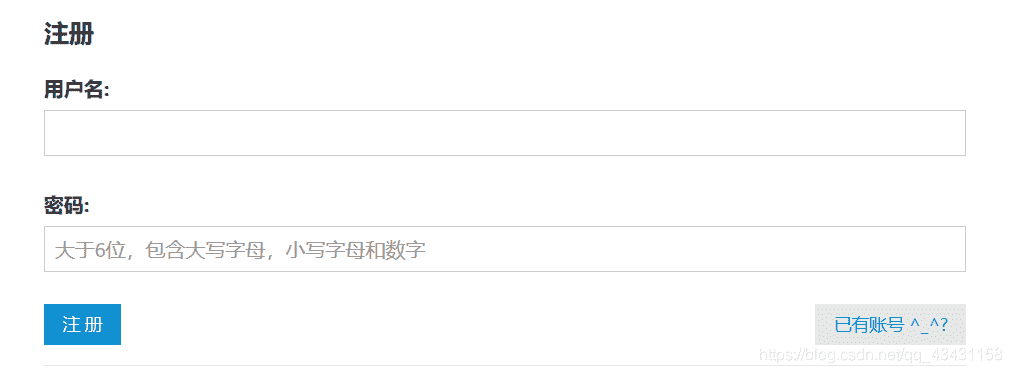 注册
用户名:
密码:
大于6位，包含大写字母，小写字母和数字
注 册
已有账号 ^_^?
https://blog.csdn.net/qq_43431158